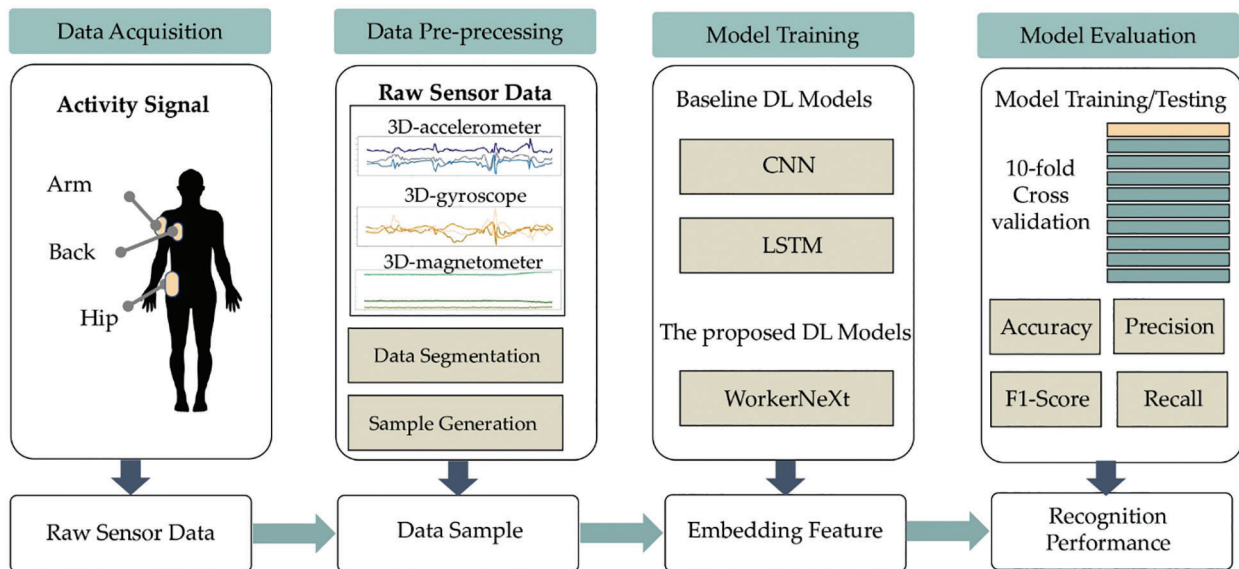 Data Acquisition
Data Pre-precessing
Model Training
Model Evaluation
Activity Signal
Arm
Back
Hip
Raw Sensor Data
3D-accelerometer
3D-gyroscope
3D-magnetometer
Data Segmentation
Sample Generation
Baseline DL Models
CNN
LSTM
The proposed DL Models
WorkerNeXt
Model Training/Testing
10-fold
Cross
validation
Accuracy
Precision
F1-Score
Recall
Raw Sensor Data
Data Sample
Embedding Feature
Recognition
Performance